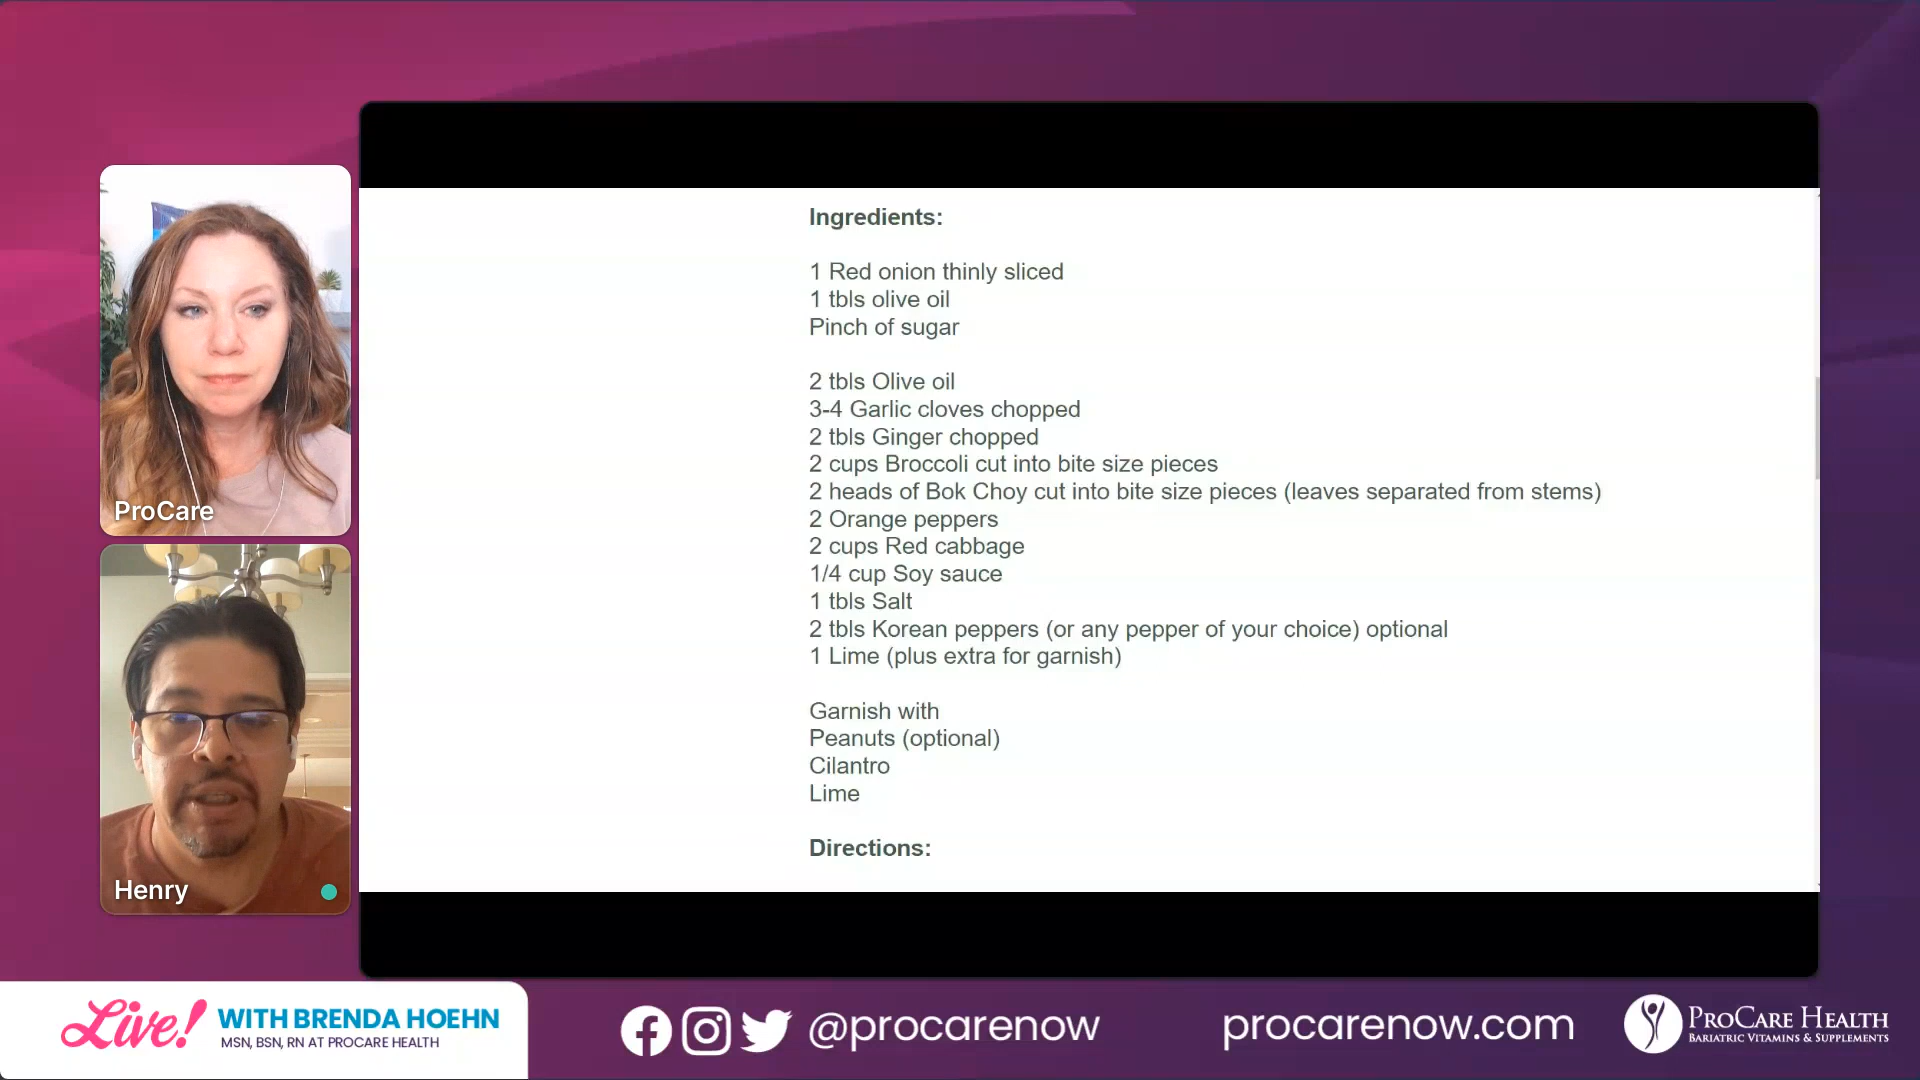 Ingredients:
1 Red onion thinly sliced
1 tbls olive oil
Pinch of sugar
2 tbls Olive oil
3-4 Garlic cloves chopped
2 tbls Ginger chopped
2 cups Broccoli cut into bite size pieces
2 heads of Bok Choy cut into bite size pieces (leaves separated from stems)
2 Orange peppers
2 cups Red cabbage
1/4 cup Soy sauce
1 tbls Salt
2 tbls Korean peppers (or any pepper of your choice) optional
1 Lime (plus extra for garnish)
Garnish with
Peanuts (optional)
Cilantro
Lime
Directions:
ProCare
Henry
Live! WITH BRENDA HOEHN
MSN, BSN, RN AT PROCARE HEALTH
@procarenow
procarenow.com
PROCARE HEALTH
BARIATRIC VITAMINS & SUPPLEMENTS